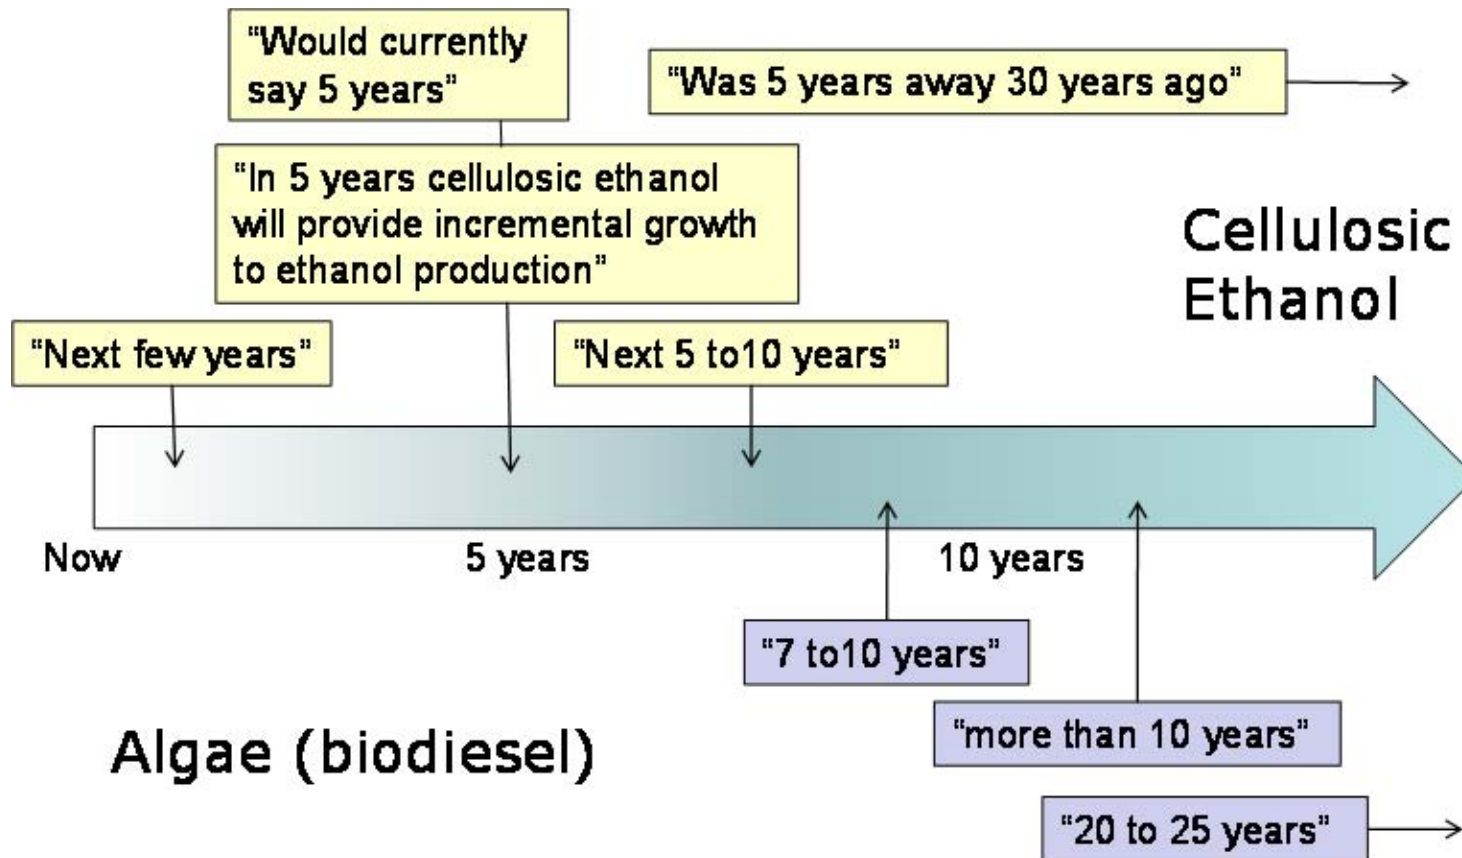 “Would currently
say 5 years”
“Was 5 years away 30 years ago”
“In 5 years cellulosic ethanol
will provide incremental growth
to ethanol production”
Cellulosic
Ethanol
“Next few years”
“Next 5 to10 years”
Now
5 years
10 years
“7 to10 years”
“more than 10 years”
Algae (biodiesel)
“20 to 25 years”